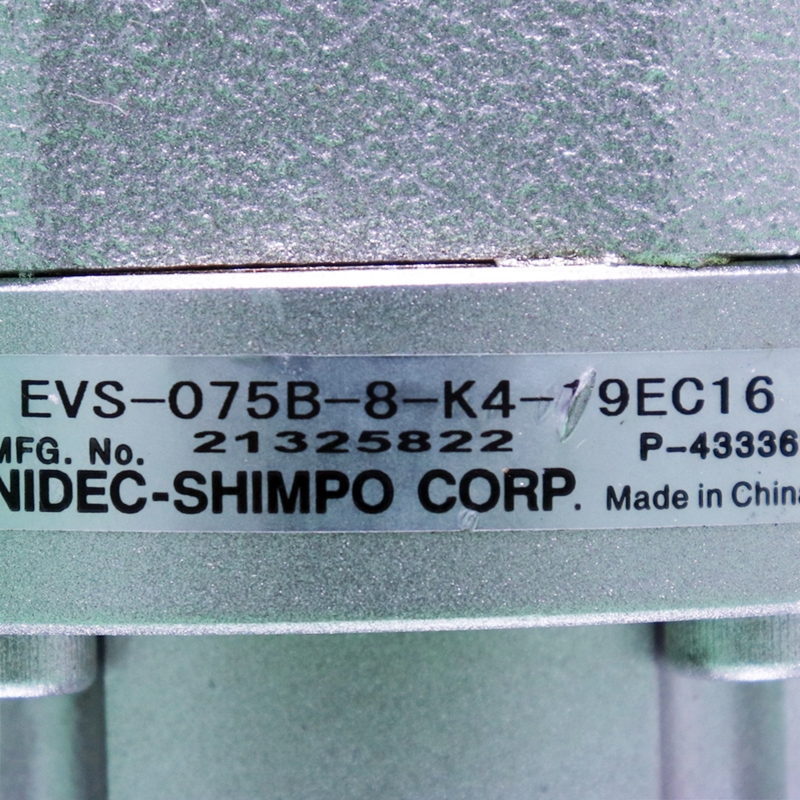 EVS-075B-8-K4-19EC16
MFG. No. 21325822 P-43336
NIDEC-SHIMPO CORP. Made in China